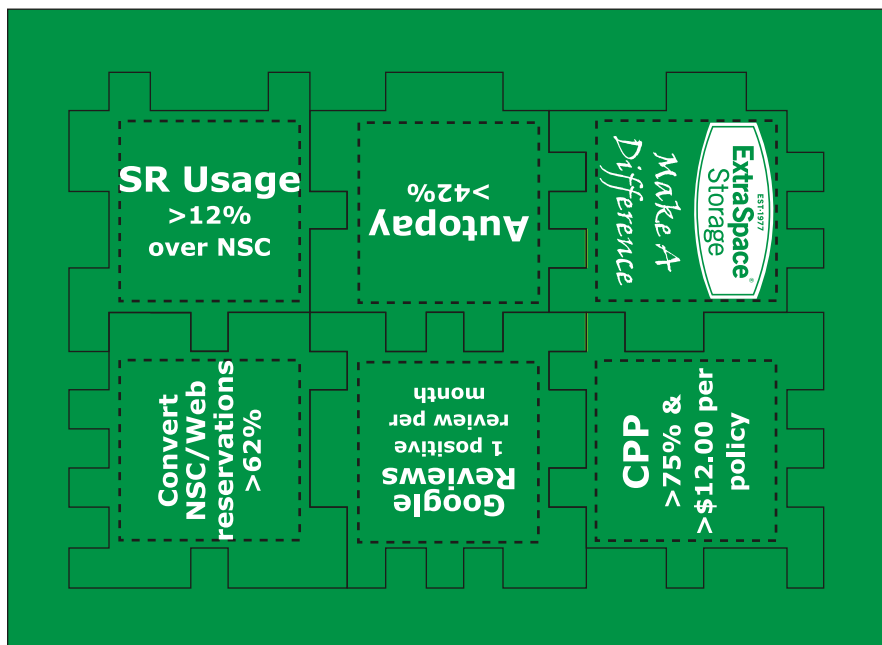 SR Usage
>12%
over NSC
Autopay
>42%
EST•1977
ExtraSpace®
Storage
Make A
Difference
Convert
NSC/Web
reservations
>62%
Google
Reviews
1 positive
review per
month
CPP
>75% &
>$12.00 per
policy